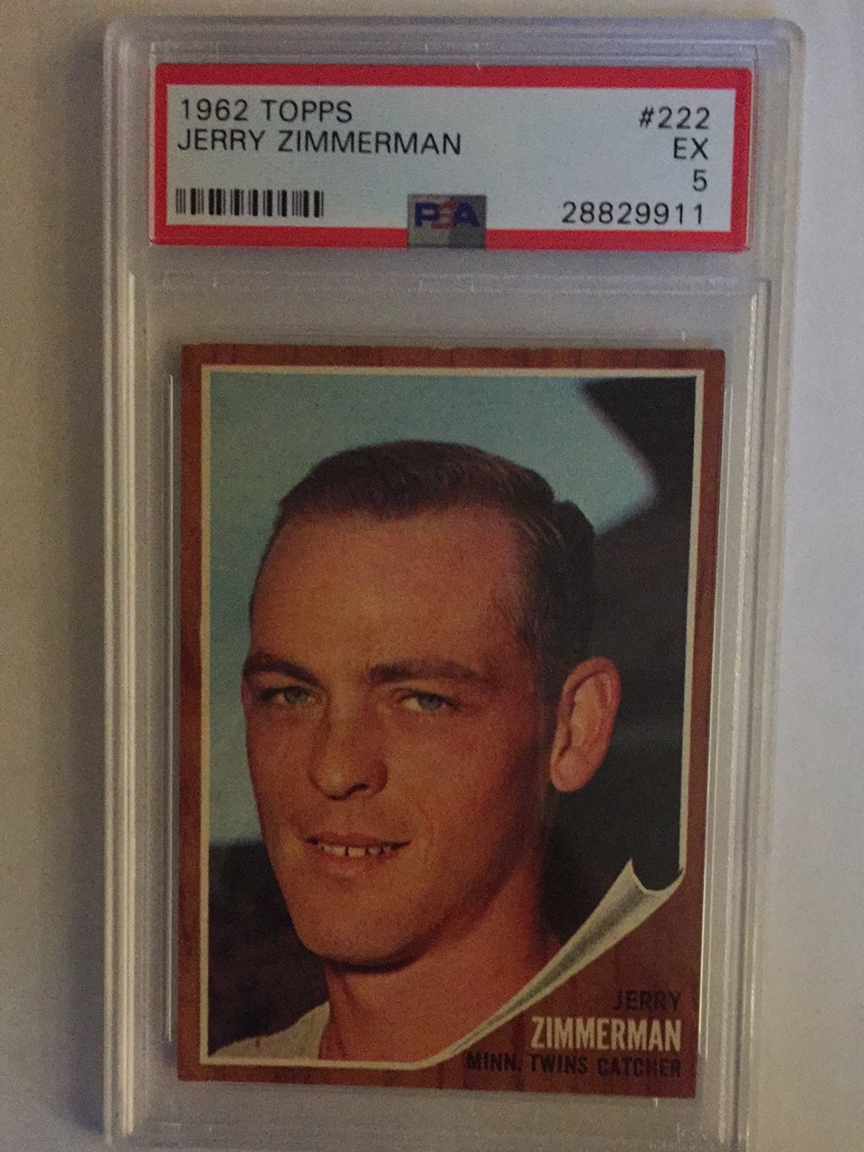 1962 TOPPS #222
JERRY ZIMMERMAN EX
5
PSA 28829911
JERRY
ZIMMERMAN
MINN. TWINS CATCHER